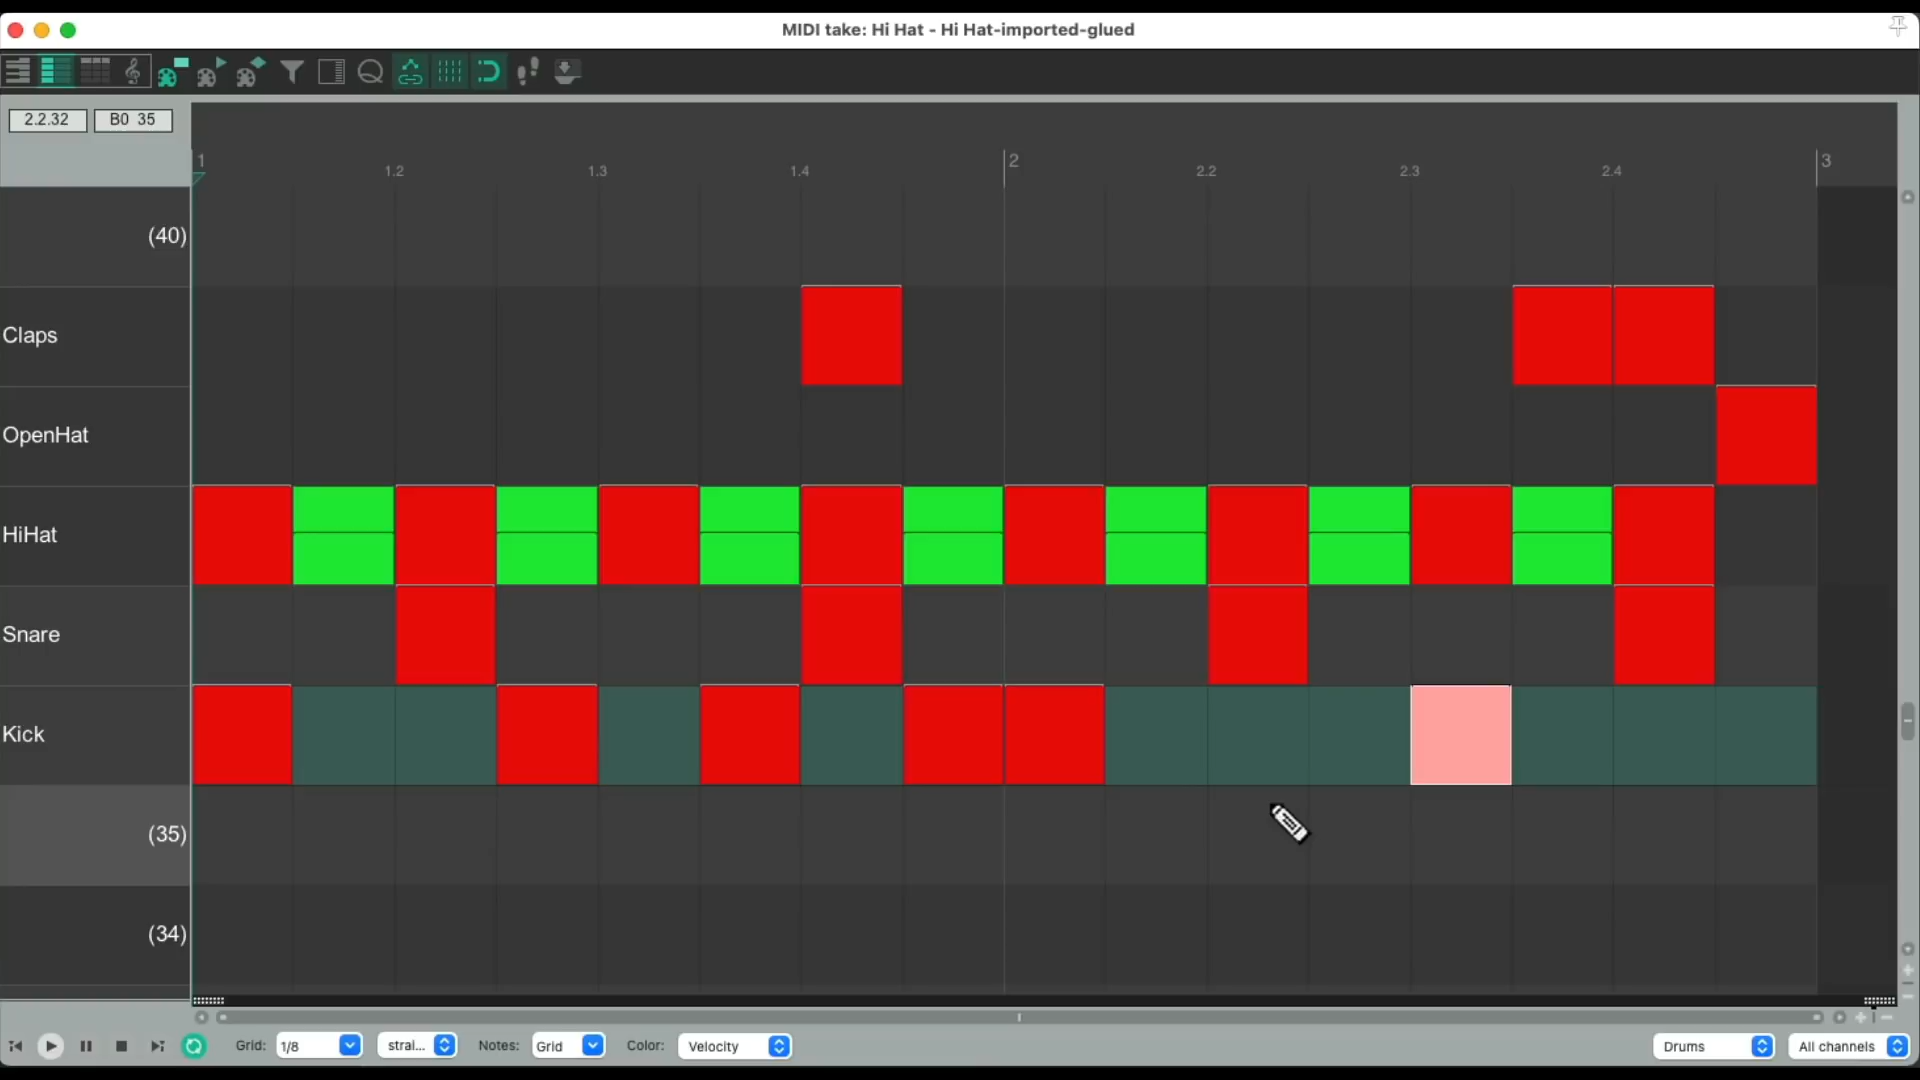 MIDI take: Hi Hat - Hi Hat-imported-glued
2.2.32 B0 35
1 1.2 1.3 1.4 2 2.2 2.3 2.4 3
(40)
Claps
OpenHat
HiHat
Snare
Kick
(35)
(34)
Grid: 1/8 strai... Notes: Grid Color: Velocity Drums All channels